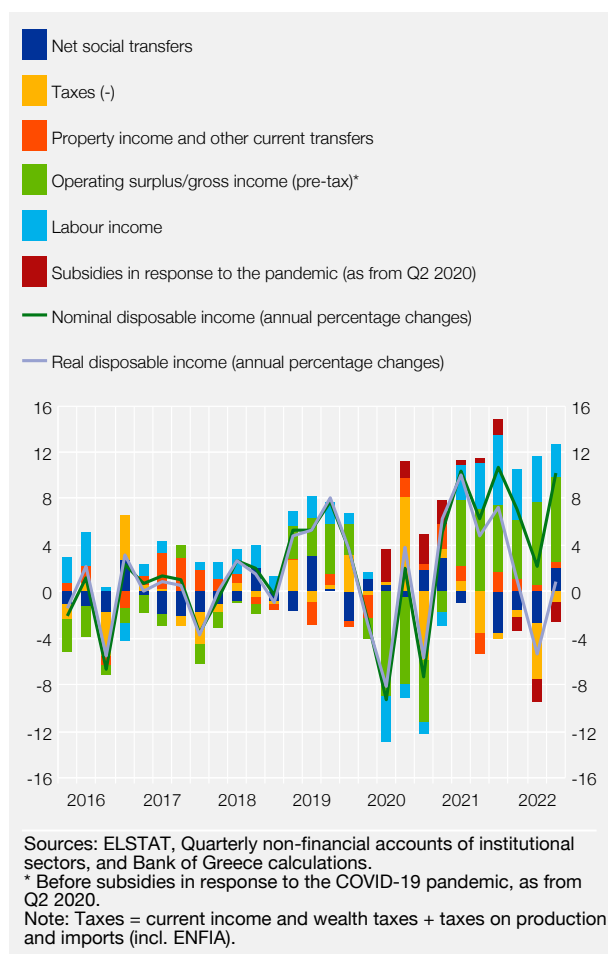 Net social transfers
Taxes (-)
Property income and other current transfers
Operating surplus/gross income (pre-tax)*
Labour income
Subsidies in response to the pandemic (as from Q2 2020)
Nominal disposable income (annual percentage changes)
Real disposable income (annual percentage changes)
16 16
12 12
8 8
4 4
0 0
-4 -4
-8 -8
-12 -12
-16 -16
2016 2017 2018 2019 2020 2021 2022
Sources: ELSTAT, Quarterly non-financial accounts of institutional
sectors, and Bank of Greece calculations.
* Before subsidies in response to the COVID-19 pandemic, as from
Q2 2020.
Note: Taxes = current income and wealth taxes + taxes on production
and imports (incl. ENFIA).